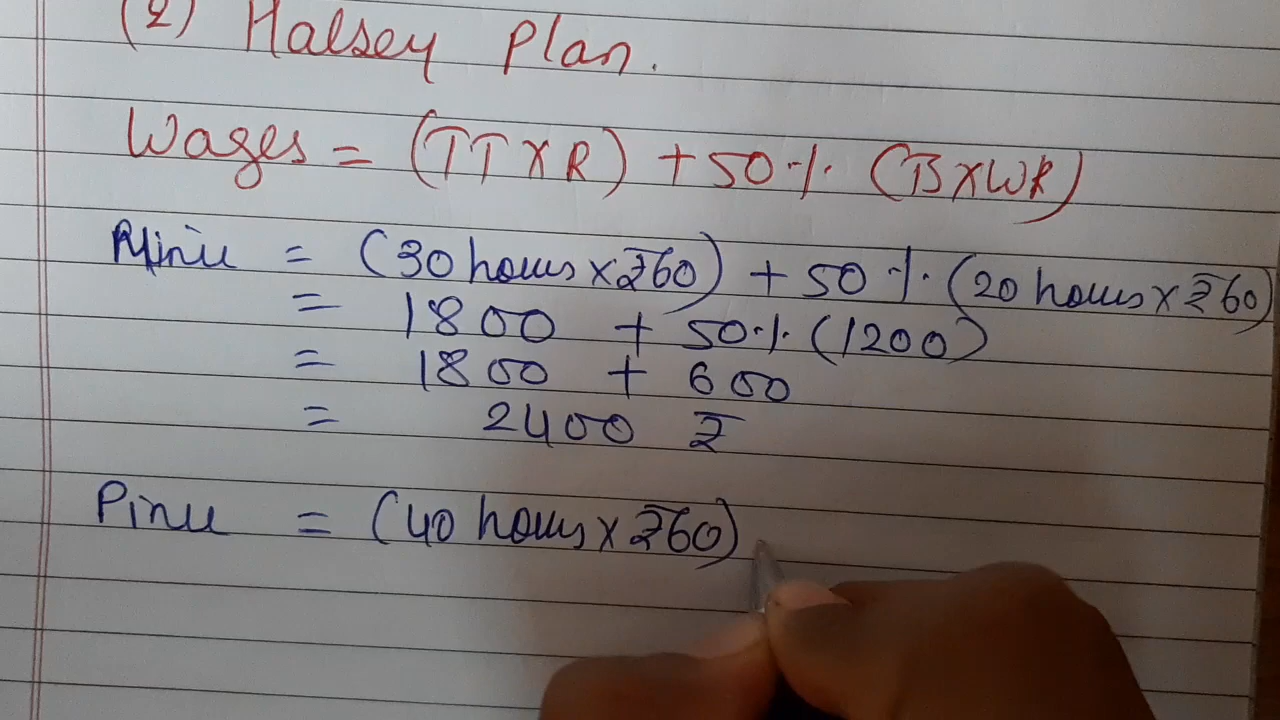 (2) Halsey Plan.
Wages = (TT X R) + 50% (B X WR)
Minu = (30 hours x ₹60) + 50% (20 hours x ₹60)
= 1800 + 50% (1200)
= 1800 + 600
= 2400 ₹
Pinu = (40 hours x ₹60)